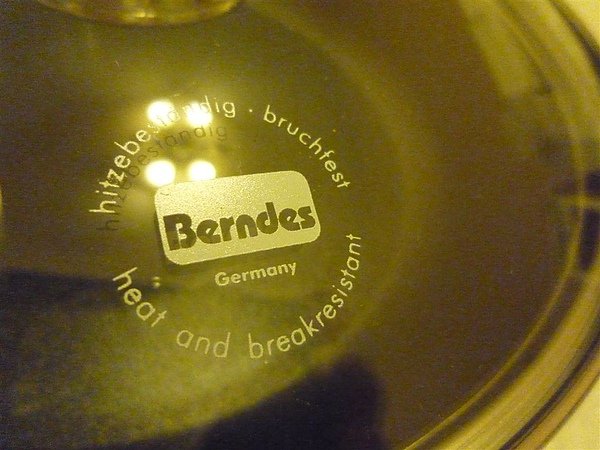 hitzebeständig · bruchfest
Berndes
Germany
heat and breakresistant